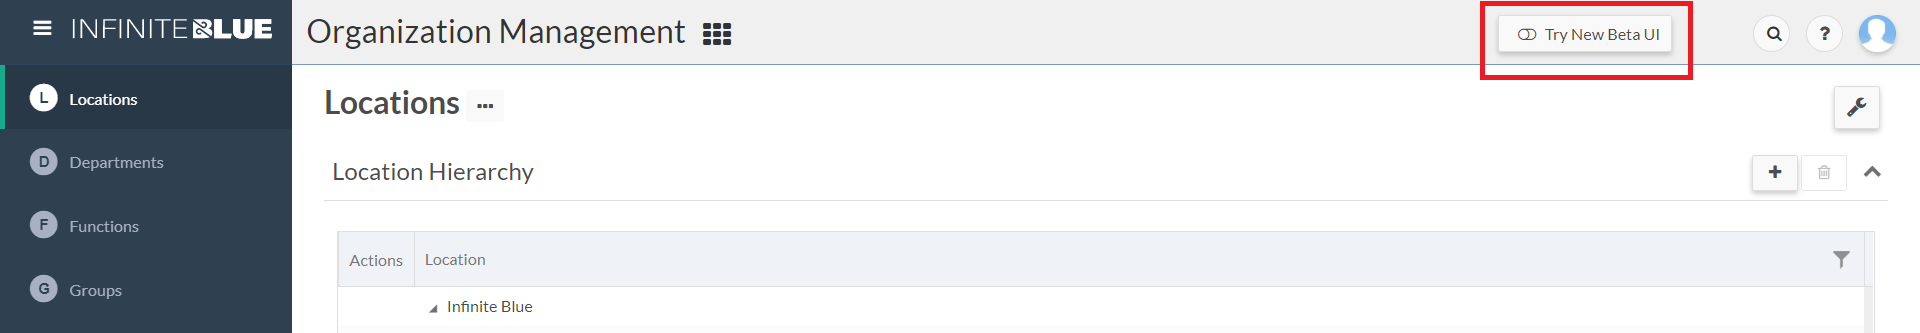 INFINITEBLUE
Organization Management
Try New Beta UI
?
L Locations
D Departments
F Functions
G Groups
Locations ...
Location Hierarchy
+
Actions Location
Infinite Blue